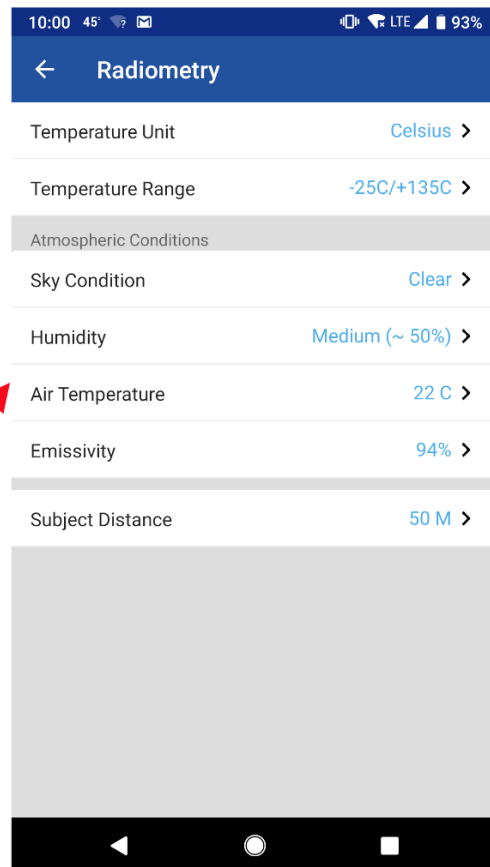 10:00 45° LTE 93%
Radiometry
Temperature Unit Celsius
Temperature Range -25C/+135C
Atmospheric Conditions
Sky Condition Clear
Humidity Medium (~ 50%)
Air Temperature 22 C
Emissivity 94%
Subject Distance 50 M